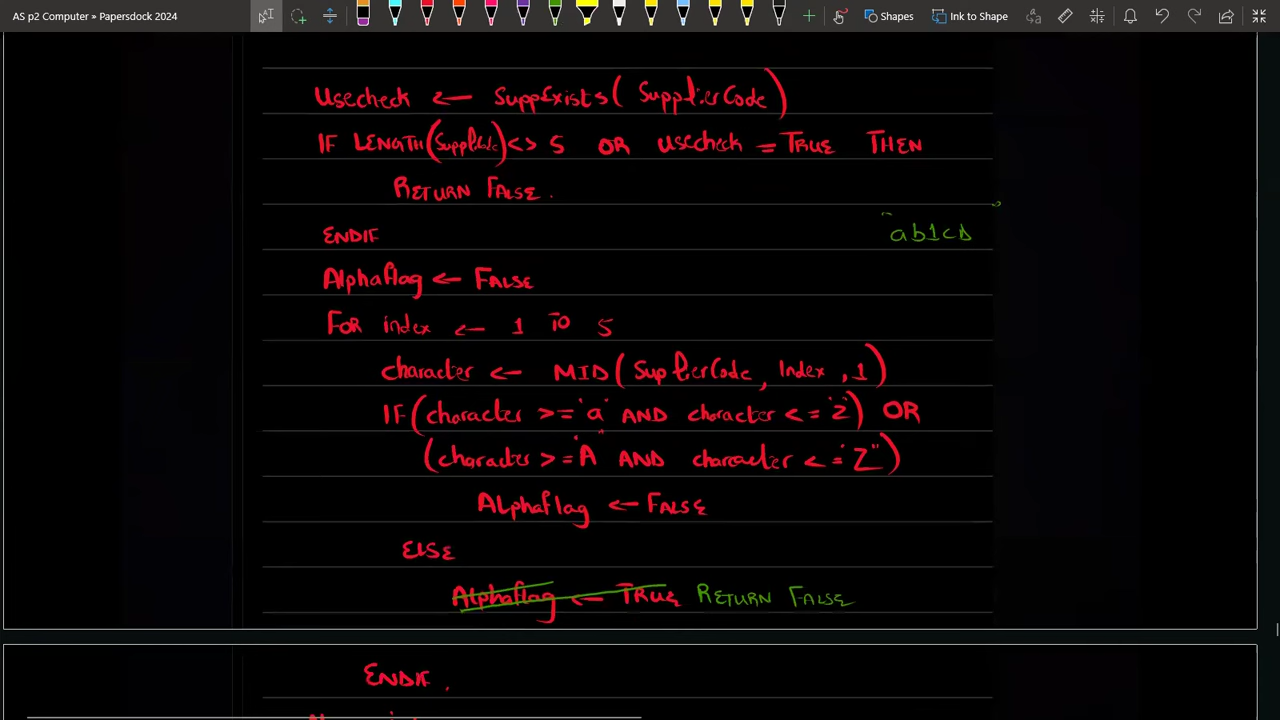 AS p2 Computer » Papersdock 2024
Shapes
Ink to Shape
Usecheck ← SuppExists( SupplierCode )
IF LENGTH(SuppCode) <> 5 OR usecheck = TRUE THEN
RETURN FALSE.
ENDIF
"ab1cD"
Alphaflag ← FALSE
FOR index ← 1 TO 5
character ← MID( SupplierCode, Index, 1 )
IF (character >= 'a' AND character <= 'z') OR
(character >= "A" AND character <= "Z")
Alphaflag ← FALSE
ELSE
Alphaflag ← TRUE RETURN FALSE
ENDIF.